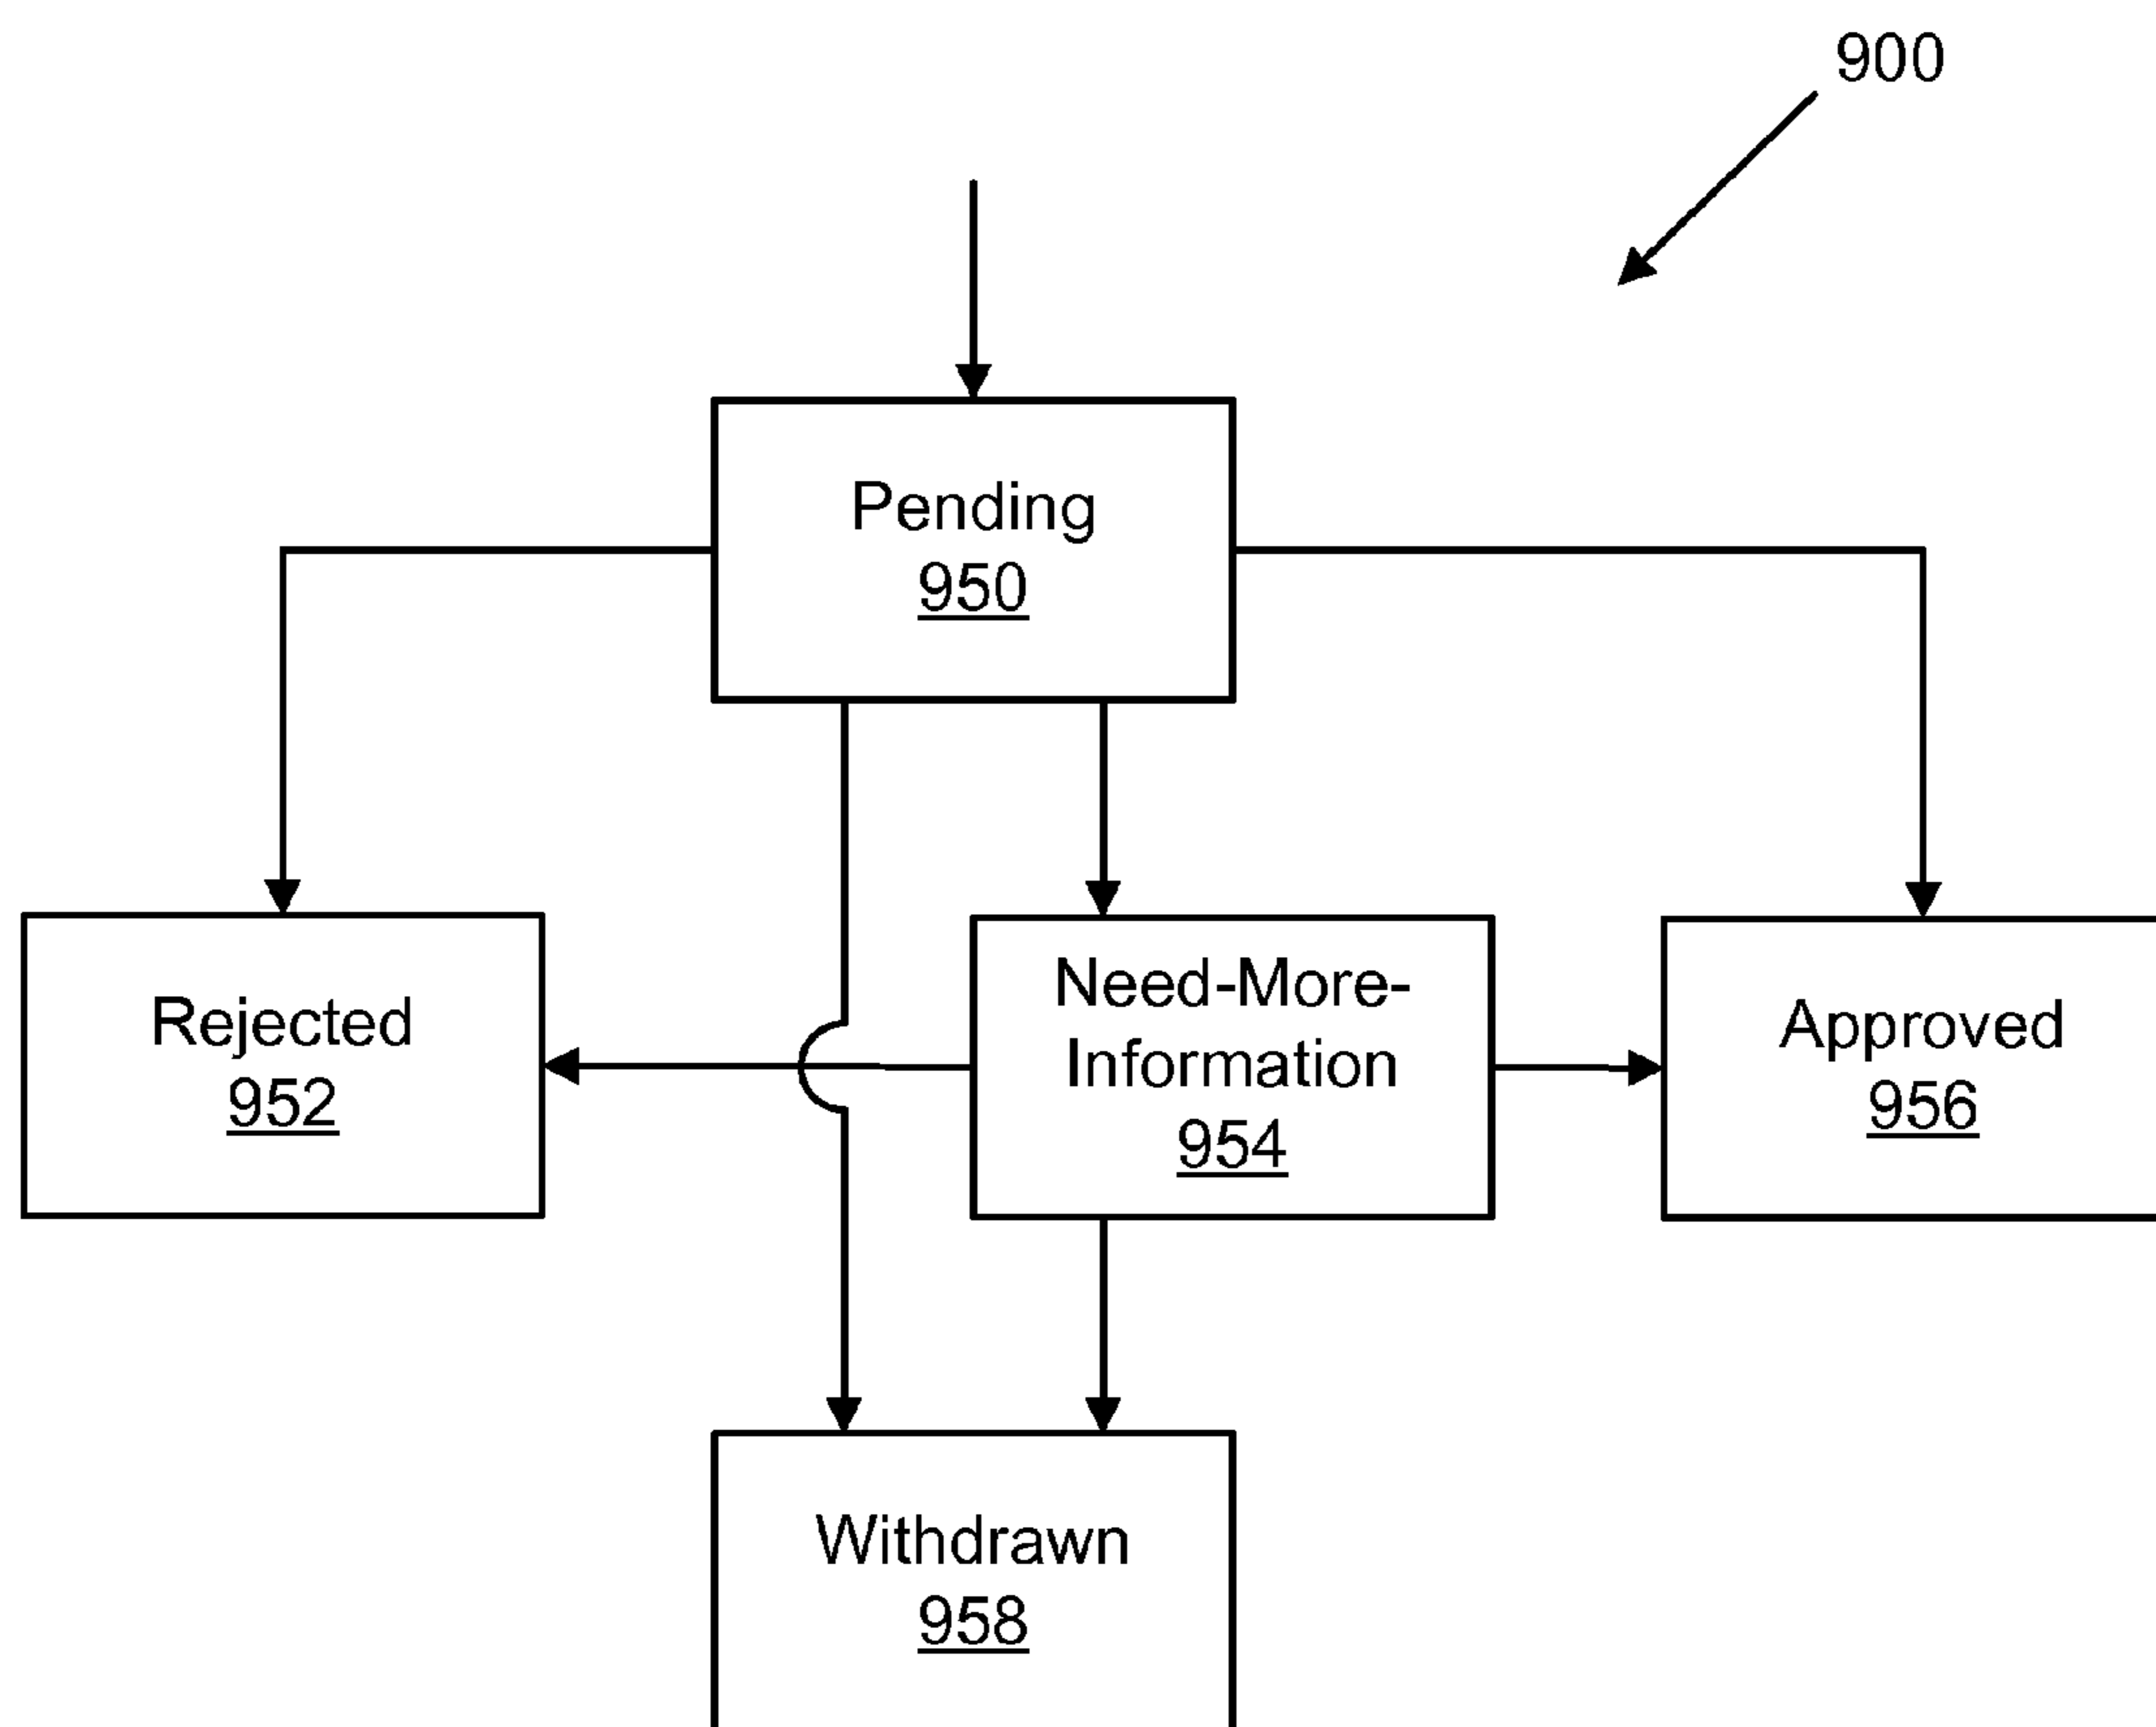 900
Pending
950
Rejected
952
Need-More-
Information
954
Approved
956
Withdrawn
958